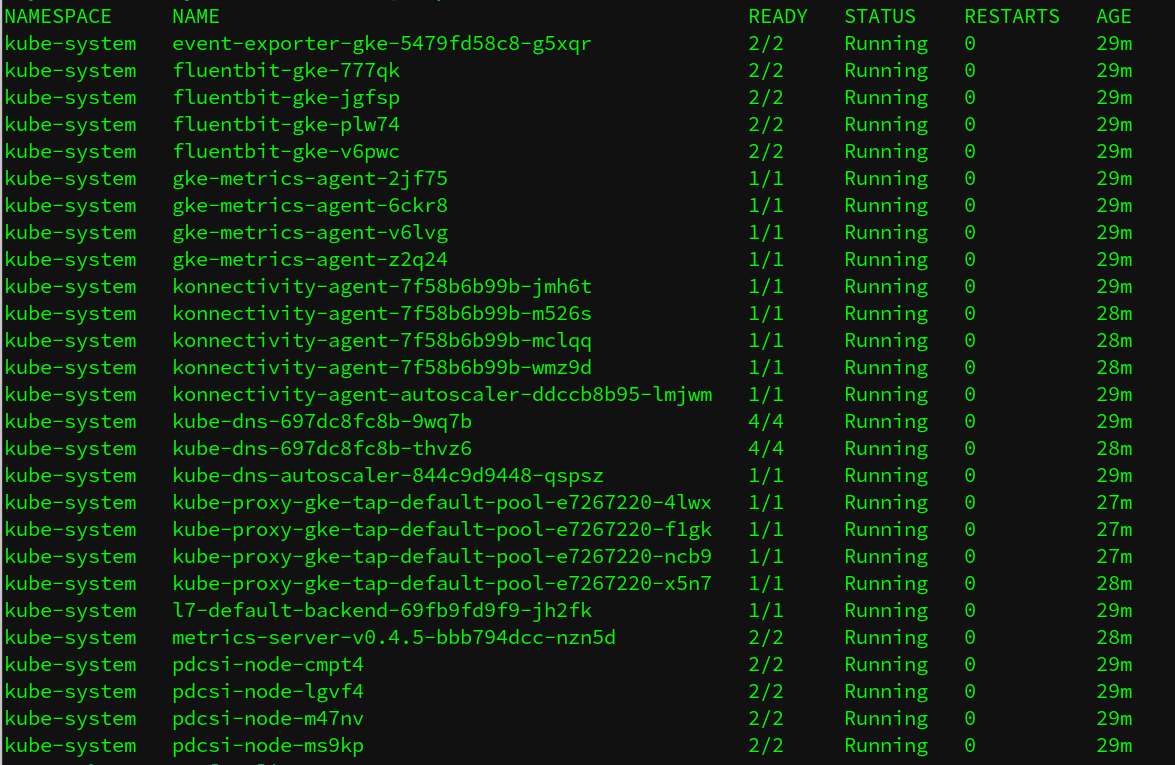 NAMESPACE NAME READY STATUS RESTARTS AGE
kube-system event-exporter-gke-5479fd58c8-g5xqr 2/2 Running 0 29m
kube-system fluentbit-gke-777qk 2/2 Running 0 29m
kube-system fluentbit-gke-jgfsp 2/2 Running 0 29m
kube-system fluentbit-gke-plw74 2/2 Running 0 29m
kube-system fluentbit-gke-v6pwc 2/2 Running 0 29m
kube-system gke-metrics-agent-2jf75 1/1 Running 0 29m
kube-system gke-metrics-agent-6ckr8 1/1 Running 0 29m
kube-system gke-metrics-agent-v6lvg 1/1 Running 0 29m
kube-system gke-metrics-agent-z2q24 1/1 Running 0 29m
kube-system konnectivity-agent-7f58b6b99b-jmh6t 1/1 Running 0 29m
kube-system konnectivity-agent-7f58b6b99b-m526s 1/1 Running 0 28m
kube-system konnectivity-agent-7f58b6b99b-mclqq 1/1 Running 0 28m
kube-system konnectivity-agent-7f58b6b99b-wmz9d 1/1 Running 0 28m
kube-system konnectivity-agent-autoscaler-ddccb8b95-lmjwm 1/1 Running 0 29m
kube-system kube-dns-697dc8fc8b-9wq7b 4/4 Running 0 29m
kube-system kube-dns-697dc8fc8b-thvz6 4/4 Running 0 28m
kube-system kube-dns-autoscaler-844c9d9448-qspsz 1/1 Running 0 29m
kube-system kube-proxy-gke-tap-default-pool-e7267220-4lwx 1/1 Running 0 27m
kube-system kube-proxy-gke-tap-default-pool-e7267220-f1gk 1/1 Running 0 27m
kube-system kube-proxy-gke-tap-default-pool-e7267220-ncb9 1/1 Running 0 27m
kube-system kube-proxy-gke-tap-default-pool-e7267220-x5n7 1/1 Running 0 28m
kube-system l7-default-backend-69fb9fd9f9-jh2fk 1/1 Running 0 29m
kube-system metrics-server-v0.4.5-bbb794dcc-nzn5d 2/2 Running 0 28m
kube-system pdcsi-node-cmpt4 2/2 Running 0 29m
kube-system pdcsi-node-lgvf4 2/2 Running 0 29m
kube-system pdcsi-node-m47nv 2/2 Running 0 29m
kube-system pdcsi-node-ms9kp 2/2 Running 0 29m